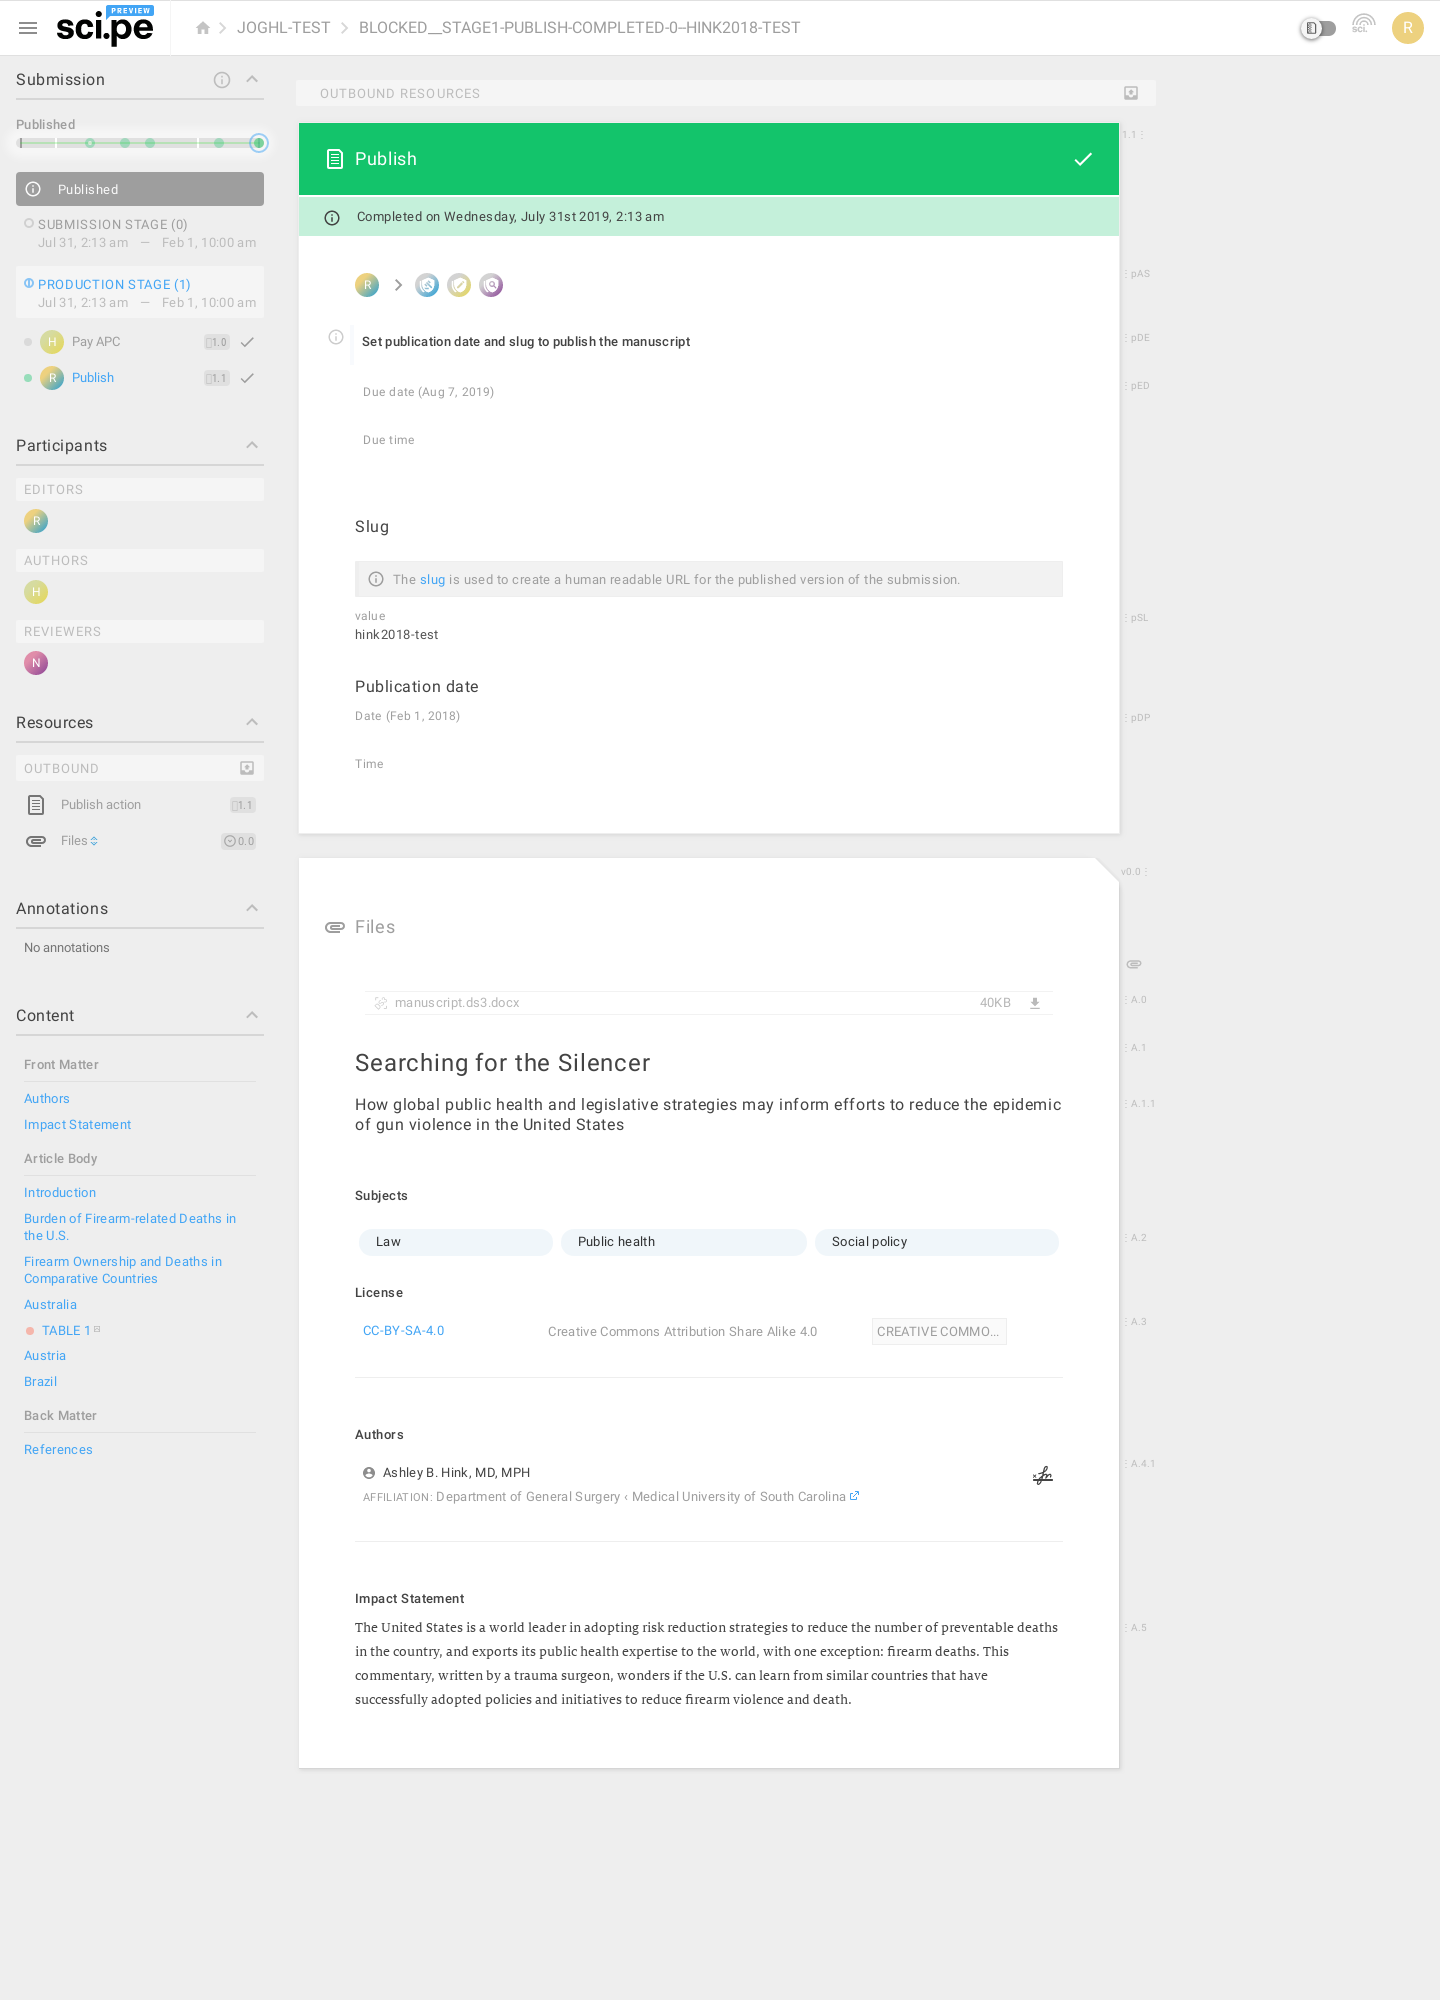 PREVIEW
sci.pe
JOGHL-TEST
BLOCKED__STAGE1-PUBLISH-COMPLETED-0--HINK2018-TEST
SCI.
R
Submission
Published
Published
SUBMISSION STAGE (0)
Jul 31, 2:13 am — Feb 1, 10:00 am
PRODUCTION STAGE (1)
Jul 31, 2:13 am — Feb 1, 10:00 am
H Pay APC 1.0
R Publish 1.1
Participants
EDITORS
R
AUTHORS
H
REVIEWERS
N
Resources
OUTBOUND
Publish action 1.1
Files 0.0
Annotations
No annotations
Content
Front Matter
Authors
Impact Statement
Article Body
Introduction
Burden of Firearm-related Deaths in
the U.S.
Firearm Ownership and Deaths in
Comparative Countries
Australia
TABLE 1
Austria
Brazil
Back Matter
References
OUTBOUND RESOURCES
Publish
1.1
Completed on Wednesday, July 31st 2019, 2:13 am
R
pAS
Set publication date and slug to publish the manuscript
pDE
Due date (Aug 7, 2019)
pED
Due time
Slug
The slug is used to create a human readable URL for the published version of the submission.
value
pSL
hink2018-test
Publication date
Date (Feb 1, 2018)
pDP
Time
v0.0
Files
manuscript.ds3.docx 40KB
A.0
Searching for the Silencer
A.1
How global public health and legislative strategies may inform efforts to reduce the epidemic
of gun violence in the United States
A.1.1
Subjects
Law Public health Social policy
A.2
License
CC-BY-SA-4.0 Creative Commons Attribution Share Alike 4.0 CREATIVE COMMO...
A.3
Authors
Ashley B. Hink, MD, MPH
A.4.1
AFFILIATION: Department of General Surgery ‹ Medical University of South Carolina
Impact Statement
The United States is a world leader in adopting risk reduction strategies to reduce the number of preventable deaths
A.5
in the country, and exports its public health expertise to the world, with one exception: firearm deaths. This
commentary, written by a trauma surgeon, wonders if the U.S. can learn from similar countries that have
successfully adopted policies and initiatives to reduce firearm violence and death.